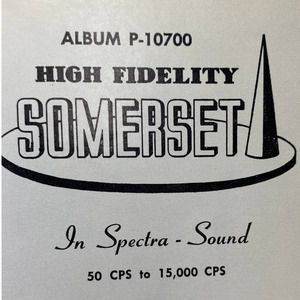 ALBUM P-10700
HIGH FIDELITY
SOMERSET
In Spectra - Sound
50 CPS to 15,000 CPS